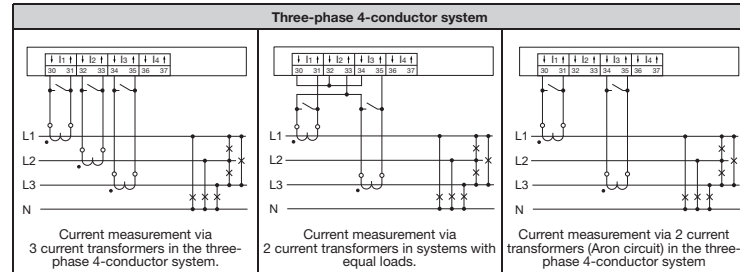 Three-phase 4-conductor system
I1 I2 I3 I4
30 31 32 33 34 35 36 37
L1
L2
L3
N
Current measurement via
3 current transformers in the three-
phase 4-conductor system.
I1 I2 I3 I4
30 31 32 33 34 35 36 37
L1
L2
L3
N
Current measurement via
2 current transformers in systems with
equal loads.
I1 I2 I3 I4
30 31 32 33 34 35 36 37
L1
L2
L3
N
Current measurement via 2 current
transformers (Aron circuit) in the three-
phase 4-conductor system